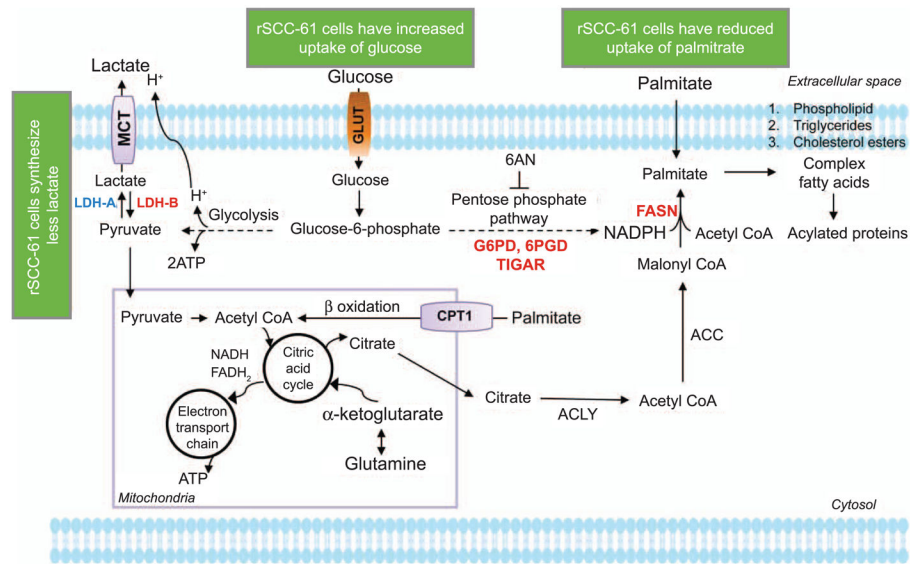 rSCC-61 cells have increased
uptake of glucose
rSCC-61 cells have reduced
uptake of palmitrate
rSCC-61 cells synthesize
less lactate
Lactate
H+
Glucose
Palmitate
Extracellular space
MCT
GLUT
1. Phospholipid
2. Triglycerides
3. Cholesterol esters
Lactate
LDH-A
LDH-B
Pyruvate
H+
Glycolysis
2ATP
Glucose
Glucose-6-phosphate
6AN
Pentose phosphate
pathway
G6PD, 6PGD
TIGAR
Palmitate
Complex
fatty acids
Acylated proteins
FASN
NADPH
Acetyl CoA
Malonyl CoA
ACC
Pyruvate
Acetyl CoA
β oxidation
CPT1
Palmitate
NADH
FADH2
Citric
acid
cycle
Citrate
Citrate
ACLY
Acetyl CoA
Electron
transport
chain
ATP
α-ketoglutarate
Glutamine
Mitochondria
Cytosol